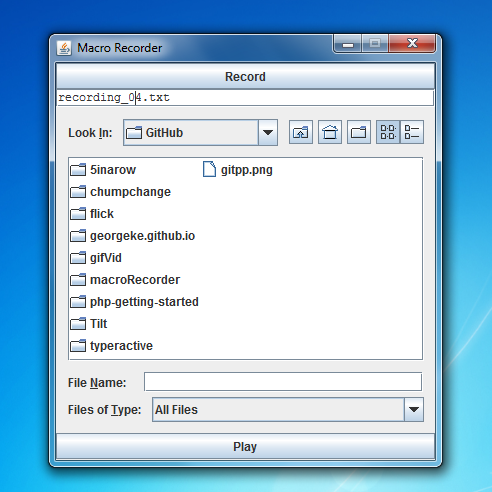 Macro Recorder
Record
recording_04.txt
Look In: GitHub
5inarow
gitpp.png
chumpchange
flick
georgeke.github.io
gifVid
macroRecorder
php-getting-started
Tilt
typeractive
File Name:
Files of Type: All Files
Play